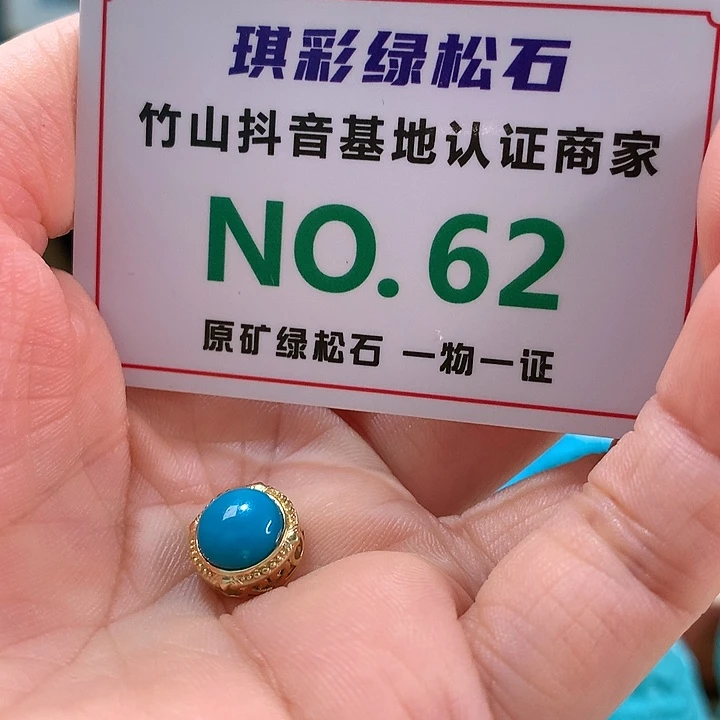 琪彩绿松石
竹山抖音基地认证商家
NO.62
原矿绿松石 一物一证